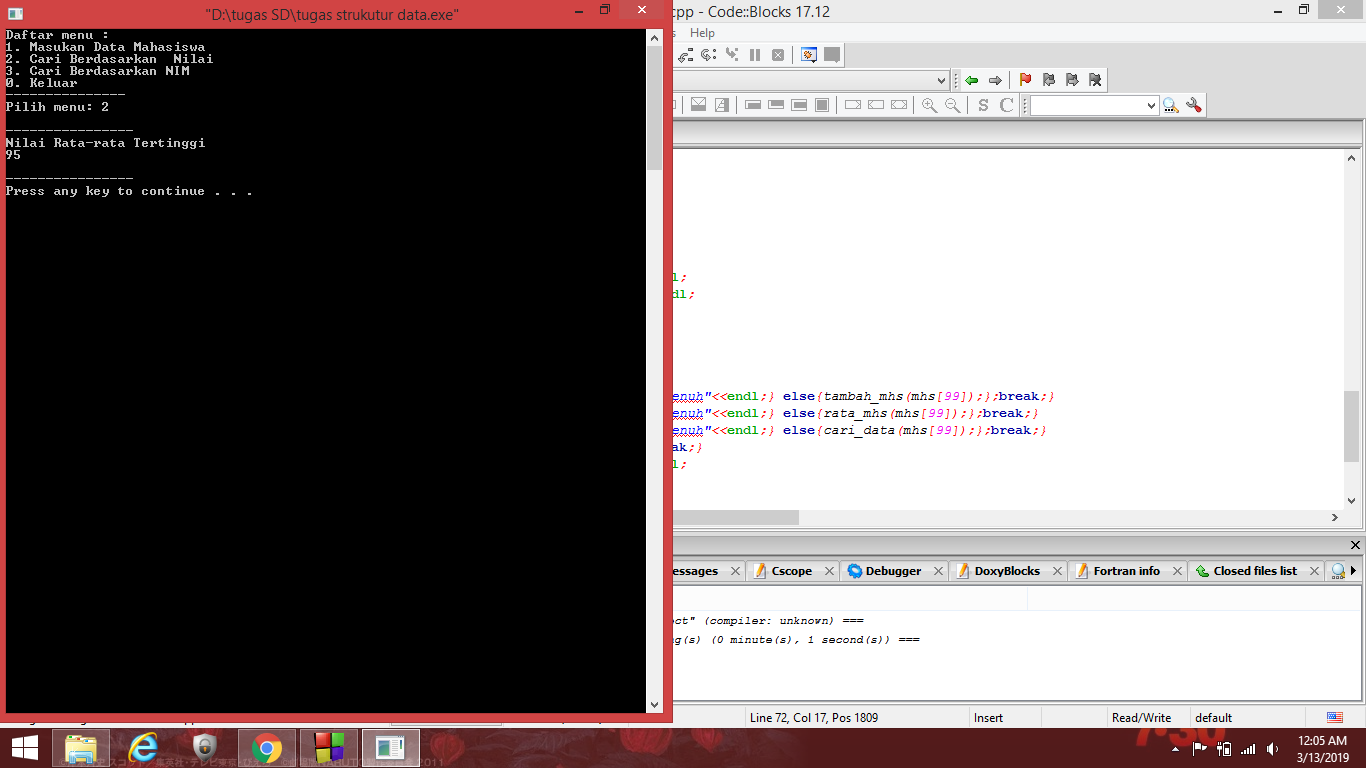 "D:\tugas SD\tugas strukutur data.exe"
Daftar menu :
1. Masukan Data Mahasiswa
2. Cari Berdasarkan  Nilai
3. Cari Berdasarkan NIM
0. Keluar
---------------
Pilih menu: 2
----------------
Nilai Rata-rata Tertinggi
95
----------------
Press any key to continue . . .
cpp - Code::Blocks 17.12
Help
S C
l;
dl;
enuh"<<endl;} else{tambah_mhs(mhs[99]);};break;}
enuh"<<endl;} else{rata_mhs(mhs[99]);};break;}
enuh"<<endl;} else{cari_data(mhs[99]);};break;}
ak;}
l;
essages Cscope Debugger DoxyBlocks Fortran info Closed files list
ct" (compiler: unknown) ===
g(s) (0 minute(s), 1 second(s)) ===
Line 72, Col 17, Pos 1809 Insert Read/Write default
12:05 AM
3/13/2019